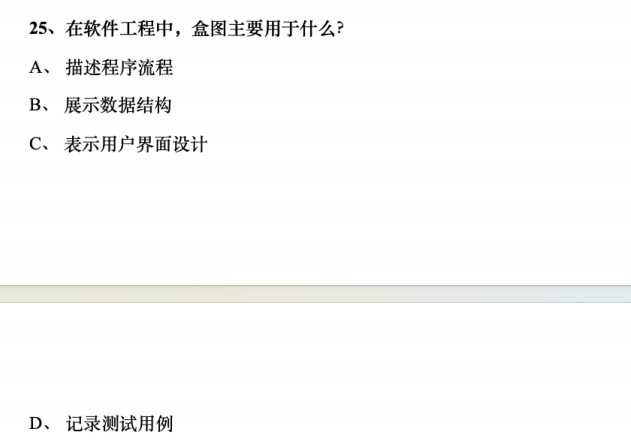 25、在软件工程中，盒图主要用于什么?
A、 描述程序流程
B、 展示数据结构
C、 表示用户界面设计
D、 记录测试用例